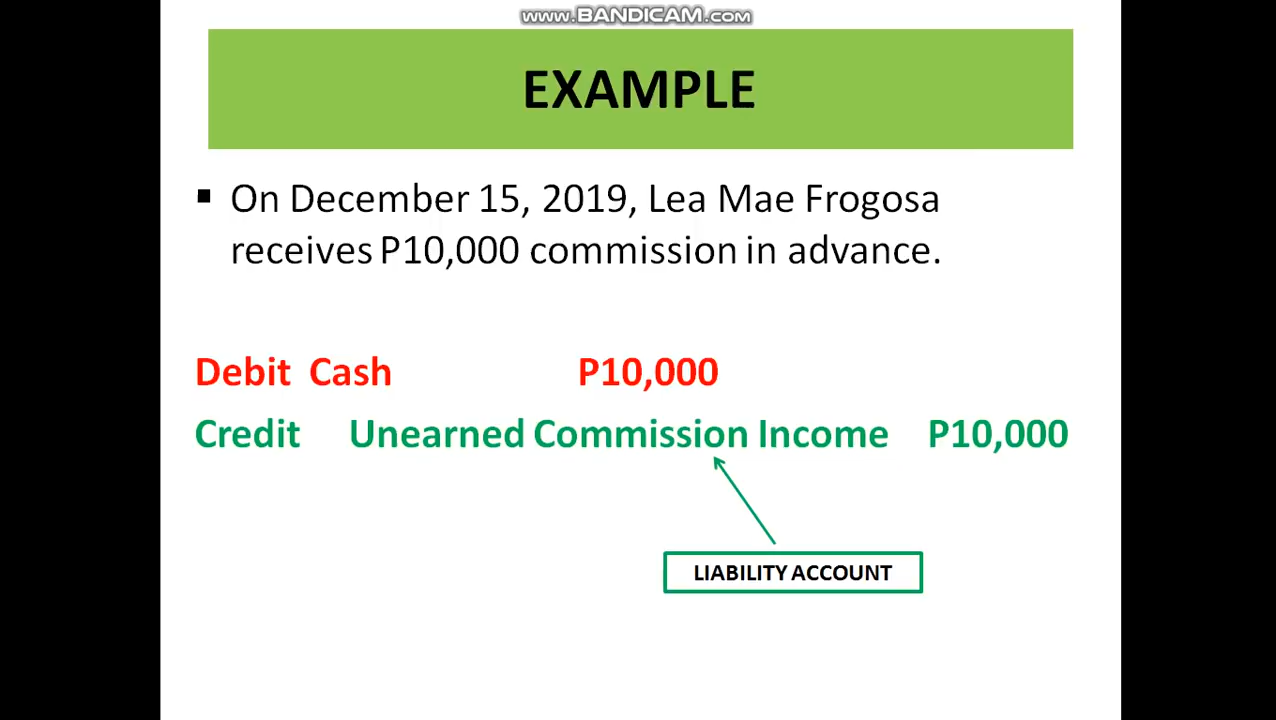 www.BANDICAM.com
EXAMPLE
▪ On December 15, 2019, Lea Mae Frogosa
receives P10,000 commission in advance.
Debit Cash P10,000
Credit Unearned Commission Income P10,000
LIABILITY ACCOUNT